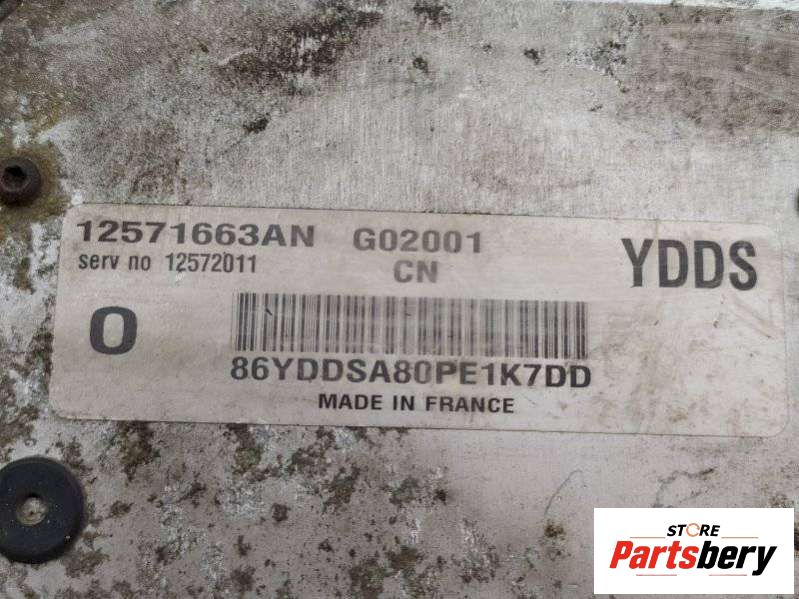 12571663AN G02001 YDDS
serv no 12572011 CN
O
86YDDSA80PE1K7DD
MADE IN FRANCE
STORE
Partsbery